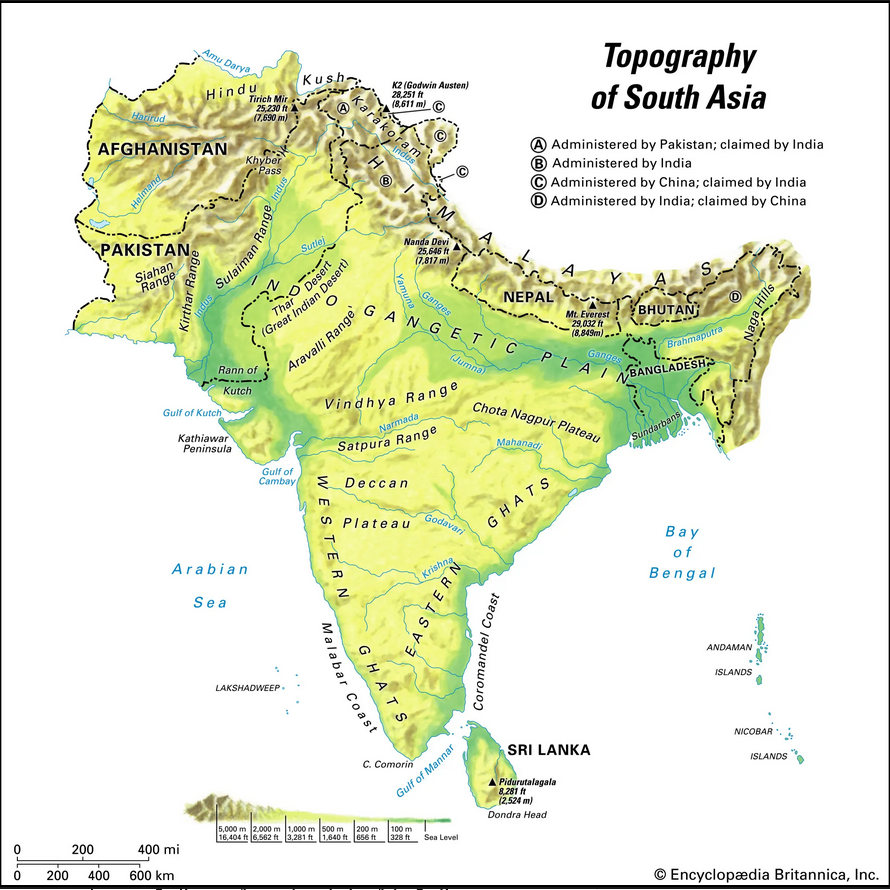 Topography
of South Asia
Ⓐ Administered by Pakistan; claimed by India
Ⓑ Administered by India
Ⓒ Administered by China; claimed by India
Ⓓ Administered by India; claimed by China
Amu Darya
Hindu Kush
Tirich Mir
25,230 ft
(7,690 m)
K2 (Godwin Austen)
28,251 ft
(8,611 m)
Ⓐ
Karakoram
Ⓒ
Ⓒ
Ⓒ
Ⓑ
Indus
Harirud
AFGHANISTAN
Khyber
Pass
Helmand
Indus
HIMALAYAS
PAKISTAN
Siahan
Range
Sulaiman Range
Kirthar Range
Sutlej
Indus
Nanda Devi
25,646 ft
(7,817 m)
INDO
GANGETIC PLAIN
Thar Desert
(Great Indian Desert)
Yamuna
Ganges
(Jumna)
NEPAL
Mt. Everest
29,032 ft
(8,849m)
BHUTAN
Ⓓ
Naga Hills
Brahmaputra
Ganges
BANGLADESH
Aravalli Range
Rann of
Kutch
Gulf of Kutch
Kathiawar
Peninsula
Gulf of
Cambay
Vindhya Range
Narmada
Satpura Range
Chota Nagpur Plateau
Mahanadi
Sundarbans
Deccan
Plateau
Godavari
Krishna
WESTERN GHATS
EASTERN GHATS
Malabar Coast
Coromandel Coast
Arabian
Sea
Bay
of
Bengal
LAKSHADWEEP
ANDAMAN
ISLANDS
NICOBAR
ISLANDS
C. Comorin
Gulf of Mannar
SRI LANKA
Pidurutalagala
8,281 ft
(2,524 m)
Dondra Head
5,000 m 2,000 m 1,000 m 500 m 200 m 100 m
16,404 ft 6,562 ft 3,281 ft 1,640 ft 656 ft 328 ft Sea Level
0 200 400 mi
0 200 400 600 km
© Encyclopædia Britannica, Inc.